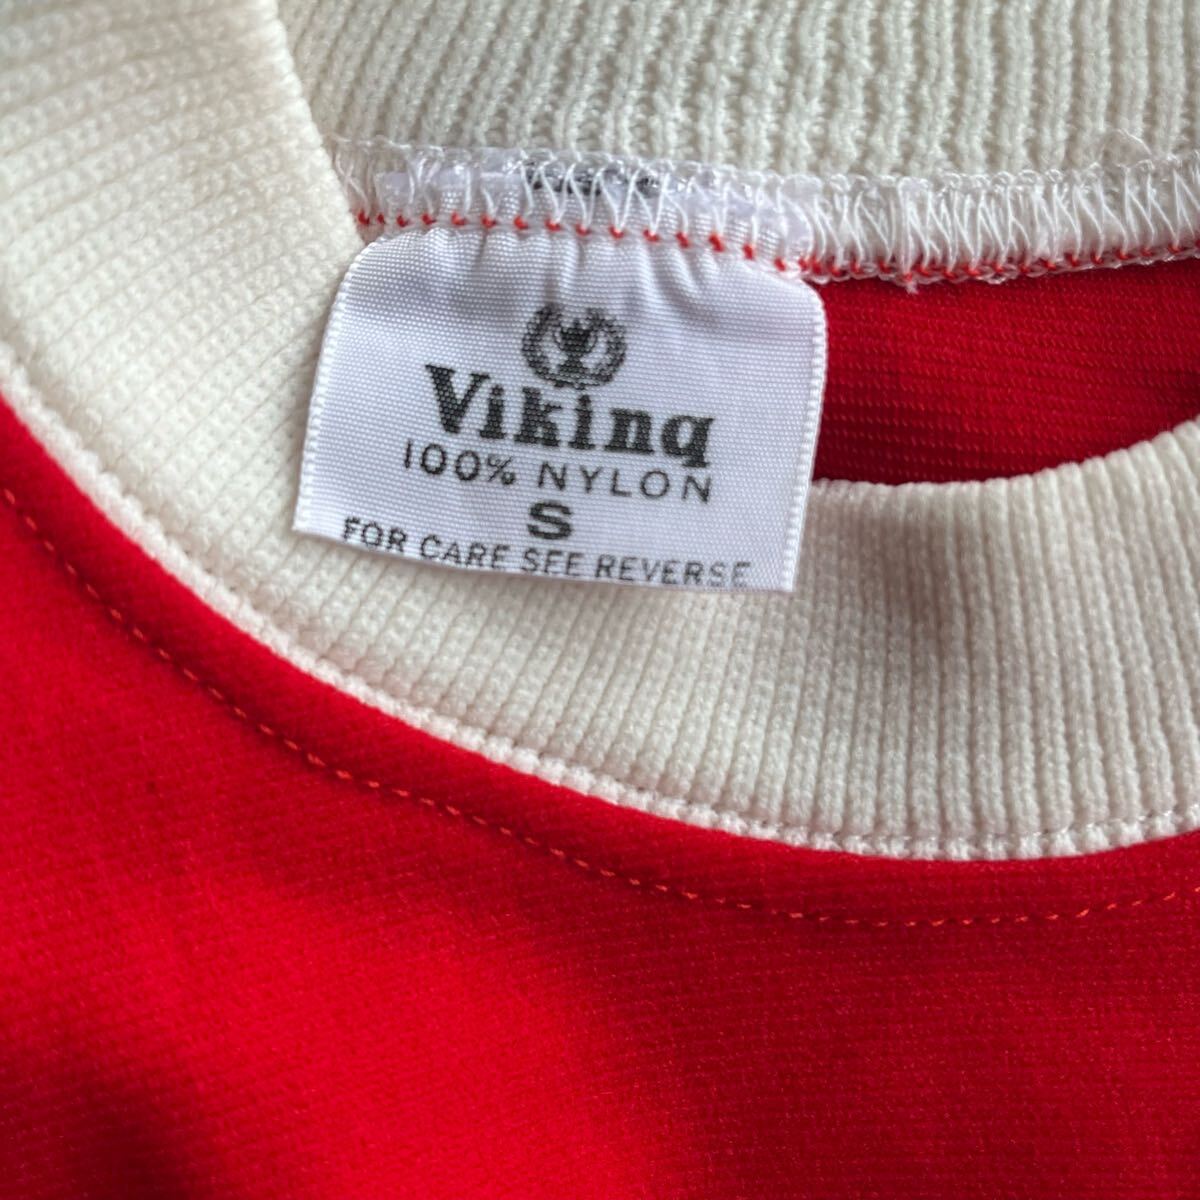 Viking
100% NYLON
S
FOR CARE SEE REVERSE